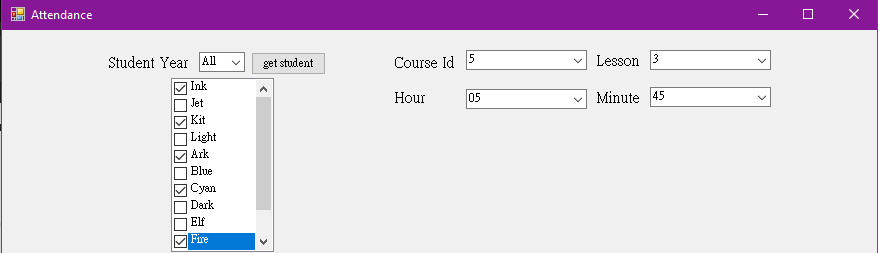 Attendance
Student Year All get student
Course Id 5 Lesson 3
Hour 05 Minute 45
Ink
Jet
Kit
Light
Ark
Blue
Cyan
Dark
Elf
Fire